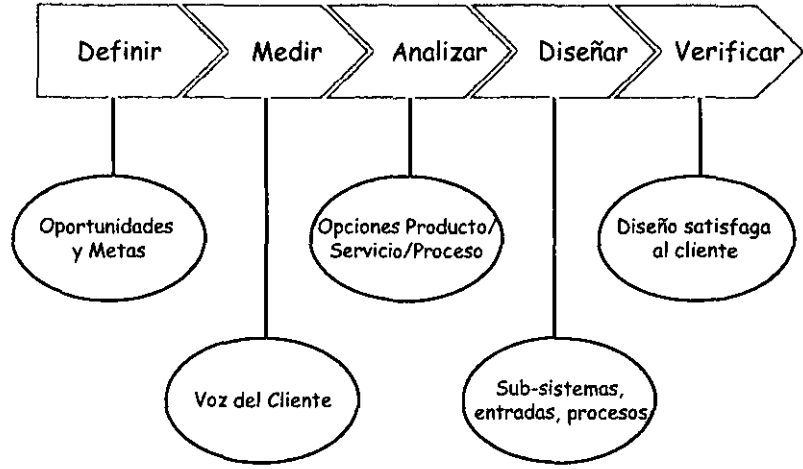 Definir
Medir
Analizar
Diseñar
Verificar
Oportunidades
y Metas
Opciones Producto/
Servicio/Proceso
Diseño satisfaga
al cliente
Voz del Cliente
Sub-sistemas,
entradas, procesos